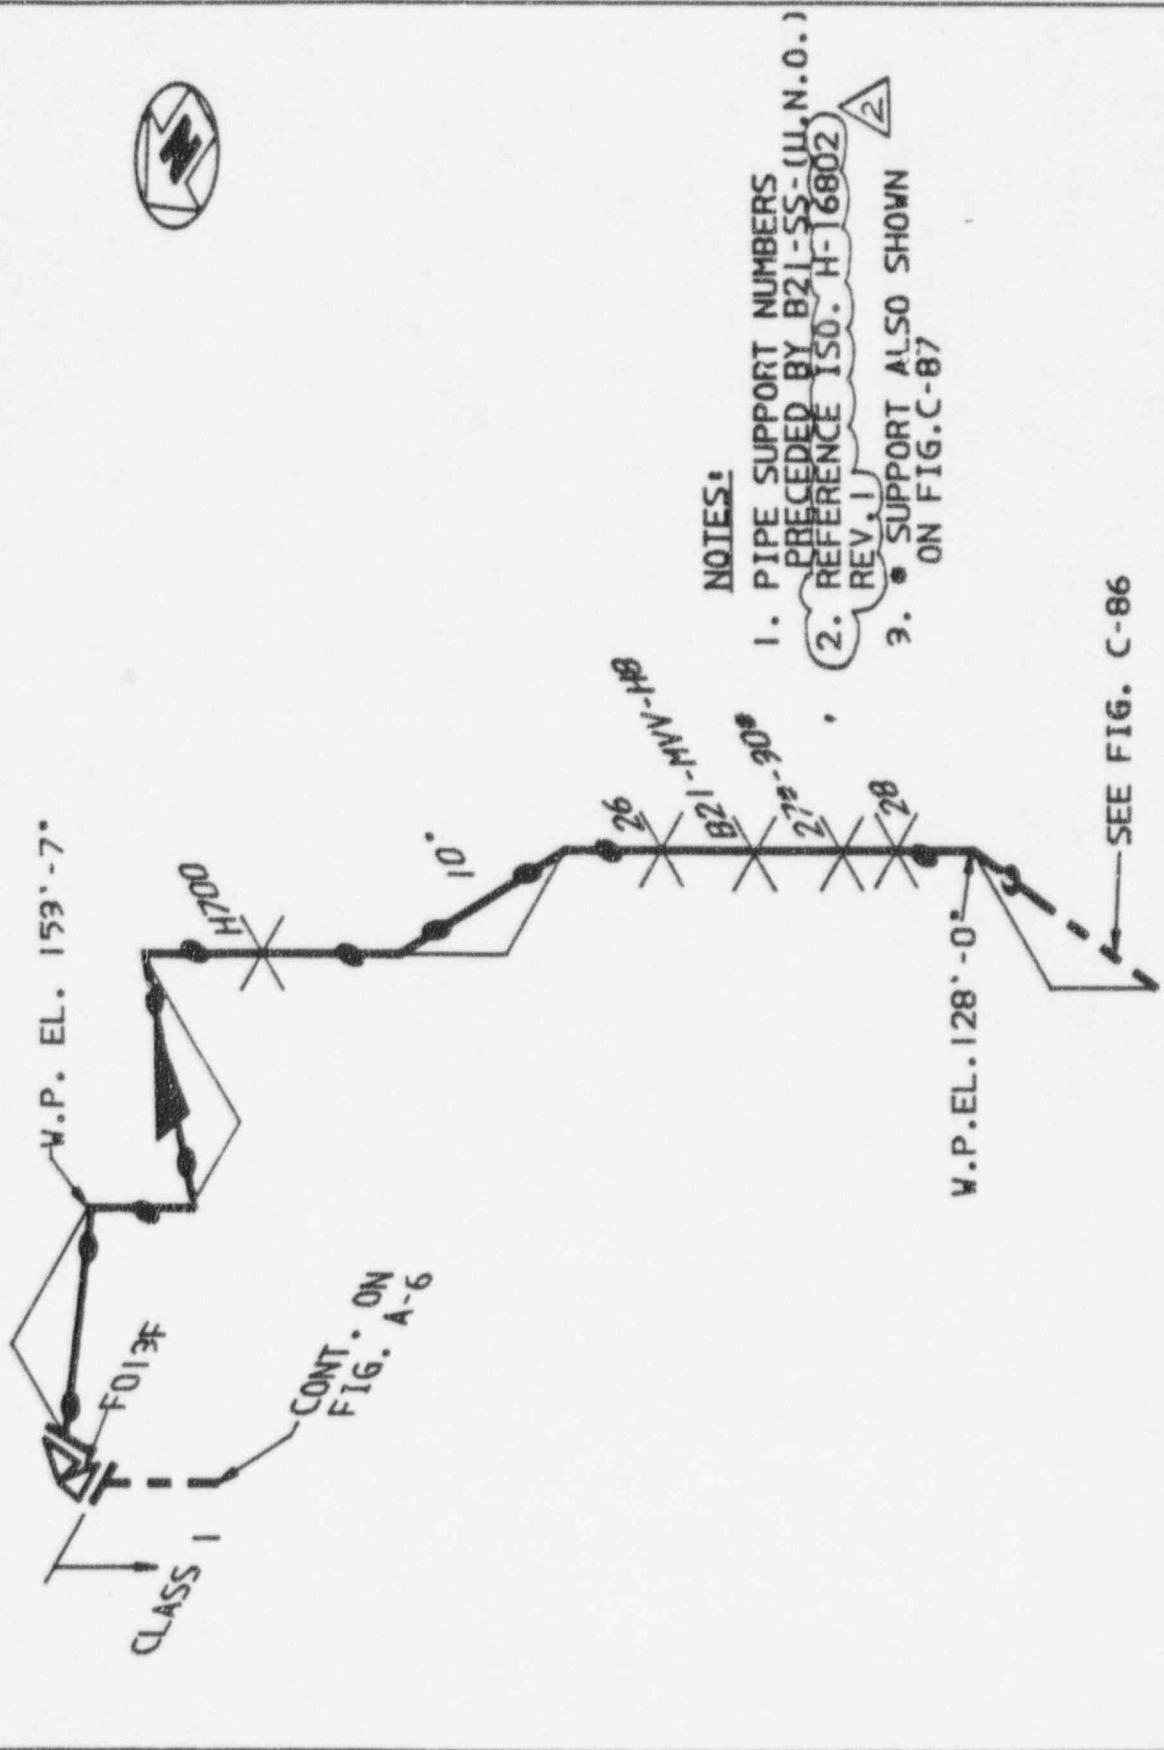 N
W.P. EL. 153'-7"
F013F
CLASS 1
CONT. ON
FIG. A-6
H700
10"
26
B21-MVV-H8
27*-30*
28
W.P.EL.128'-0"
SEE FIG. C-86
NOTES:
1. PIPE SUPPORT NUMBERS
PRECEDED BY B21-SS-(U.N.O.)
2. REFERENCE ISO. H-16802
REV.1
2
3. * SUPPORT ALSO SHOWN
ON FIG.C-87